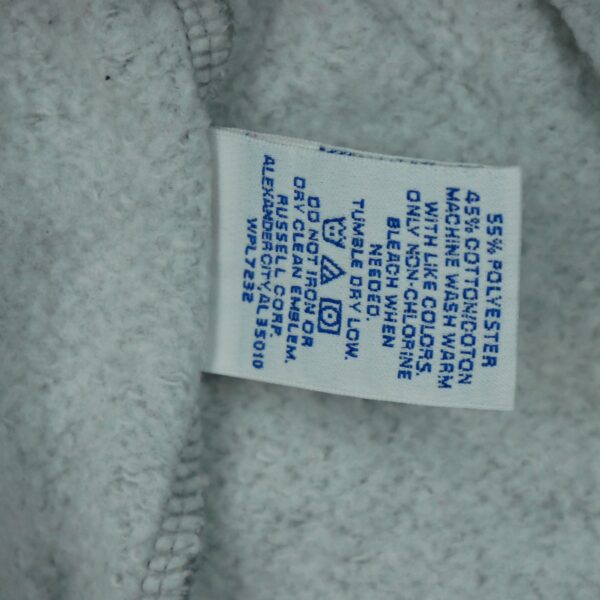 55% POLYESTER
45% COTTON/COTON
MACHINE WASH WARM
WITH LIKE COLORS.
ONLY NON-CHLORINE
BLEACH WHEN
NEEDED.
TUMBLE DRY LOW.
DO NOT IRON OR
DRY CLEAN EMBLEM.
RUSSELL CORP.
ALEXANDER CITY, AL 35010
WPL7232